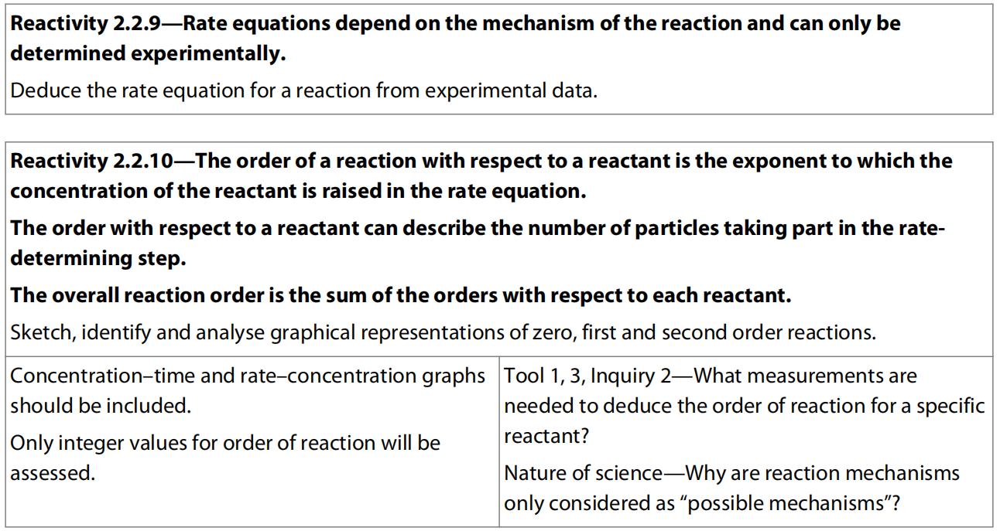 Reactivity 2.2.9—Rate equations depend on the mechanism of the reaction and can only be
determined experimentally.
Deduce the rate equation for a reaction from experimental data.
Reactivity 2.2.10—The order of a reaction with respect to a reactant is the exponent to which the
concentration of the reactant is raised in the rate equation.
The order with respect to a reactant can describe the number of particles taking part in the rate-
determining step.
The overall reaction order is the sum of the orders with respect to each reactant.
Sketch, identify and analyse graphical representations of zero, first and second order reactions.
Concentration–time and rate–concentration graphs
should be included.
Only integer values for order of reaction will be
assessed.
Tool 1, 3, Inquiry 2—What measurements are
needed to deduce the order of reaction for a specific
reactant?
Nature of science—Why are reaction mechanisms
only considered as “possible mechanisms”?